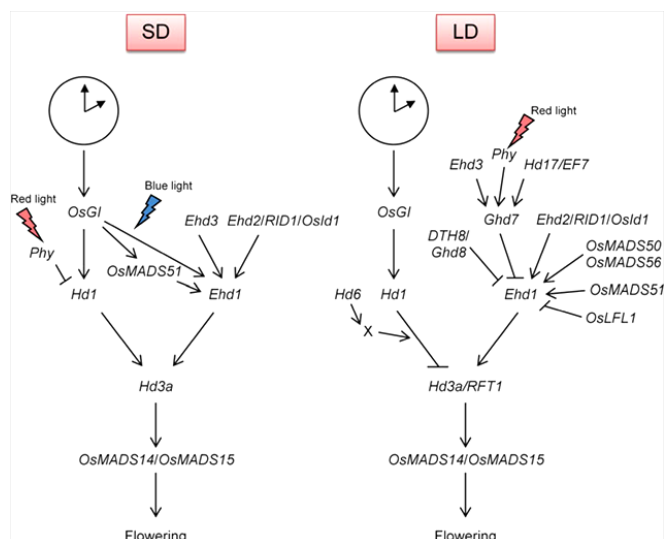 SD
Red light
Blue light
OsGI
Phy
Ehd3
Ehd2/RID1/OsId1
OsMADS51
Hd1
Ehd1
Hd3a
OsMADS14/OsMADS15
Flowering
LD
Red light
Phy
Ehd3
Hd17/EF7
OsGI
Ghd7
Ehd2/RID1/OsId1
DTH8/
Ghd8
OsMADS50
OsMADS56
Hd6
Hd1
Ehd1
OsMADS51
OsLFL1
X
Hd3a/RFT1
OsMADS14/OsMADS15
Flowering